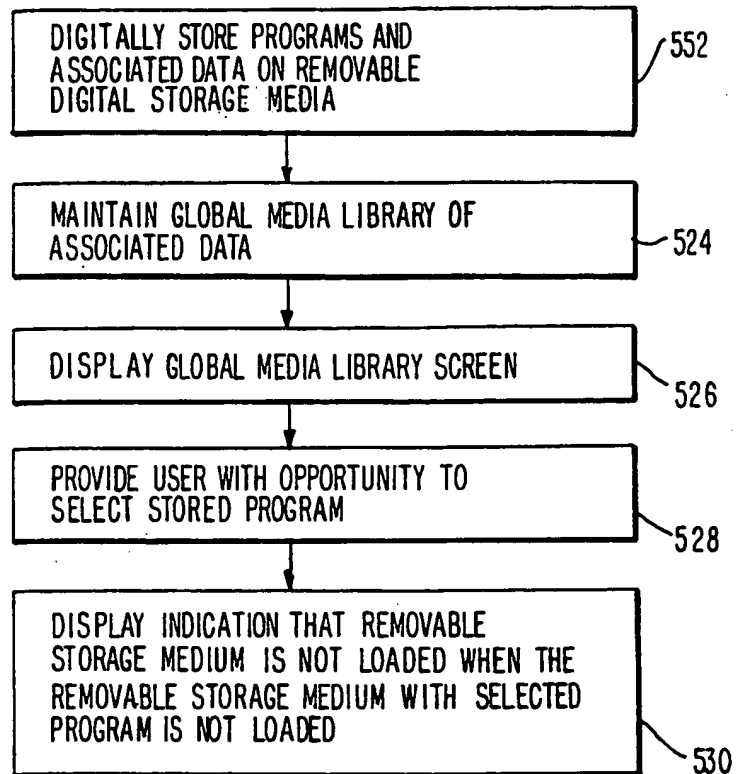 DIGITALLY STORE PROGRAMS AND
ASSOCIATED DATA ON REMOVABLE
DIGITAL STORAGE MEDIA
552
MAINTAIN GLOBAL MEDIA LIBRARY OF
ASSOCIATED DATA
524
DISPLAY GLOBAL MEDIA LIBRARY SCREEN
526
PROVIDE USER WITH OPPORTUNITY TO
SELECT STORED PROGRAM
528
DISPLAY INDICATION THAT REMOVABLE
STORAGE MEDIUM IS NOT LOADED WHEN THE
REMOVABLE STORAGE MEDIUM WITH SELECTED
PROGRAM IS NOT LOADED
530